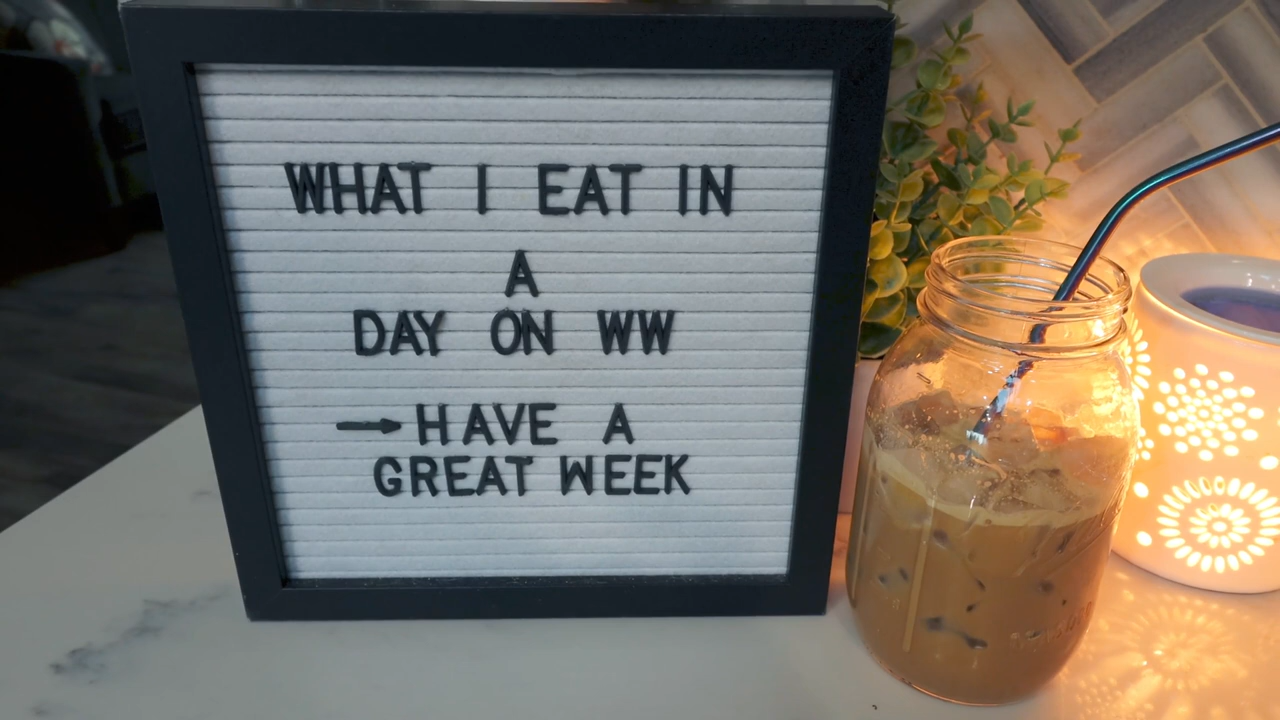 WHAT I EAT IN
A
DAY ON WW
→HAVE A
GREAT WEEK